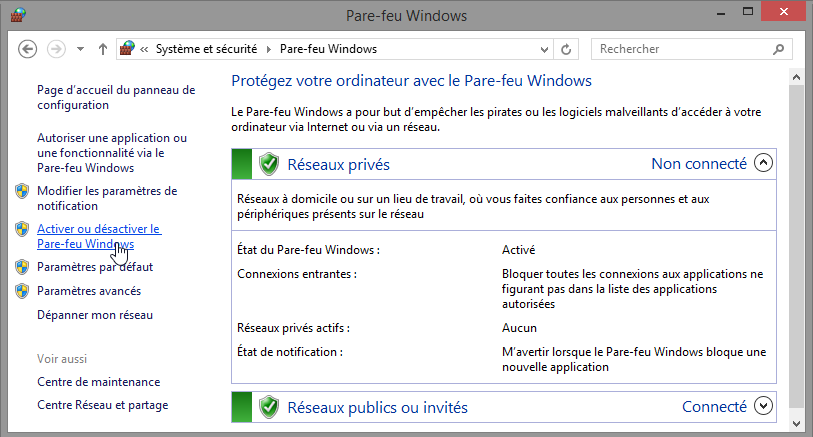 Pare-feu Windows
« Système et sécurité Pare-feu Windows
Rechercher
Page d'accueil du panneau de
configuration
Autoriser une application ou
une fonctionnalité via le
Pare-feu Windows
Modifier les paramètres de
notification
Activer ou désactiver le
Pare-feu Windows
Paramètres par défaut
Paramètres avancés
Dépanner mon réseau
Voir aussi
Centre de maintenance
Centre Réseau et partage
Protégez votre ordinateur avec le Pare-feu Windows
Le Pare-feu Windows a pour but d'empêcher les pirates ou les logiciels malveillants d'accéder à votre
ordinateur via Internet ou via un réseau.
Réseaux privés Non connecté
Réseaux à domicile ou sur un lieu de travail, où vous faites confiance aux personnes et aux
périphériques présents sur le réseau
État du Pare-feu Windows : Activé
Connexions entrantes : Bloquer toutes les connexions aux applications ne
figurant pas dans la liste des applications
autorisées
Réseaux privés actifs : Aucun
État de notification : M'avertir lorsque le Pare-feu Windows bloque une
nouvelle application
Réseaux publics ou invités Connecté